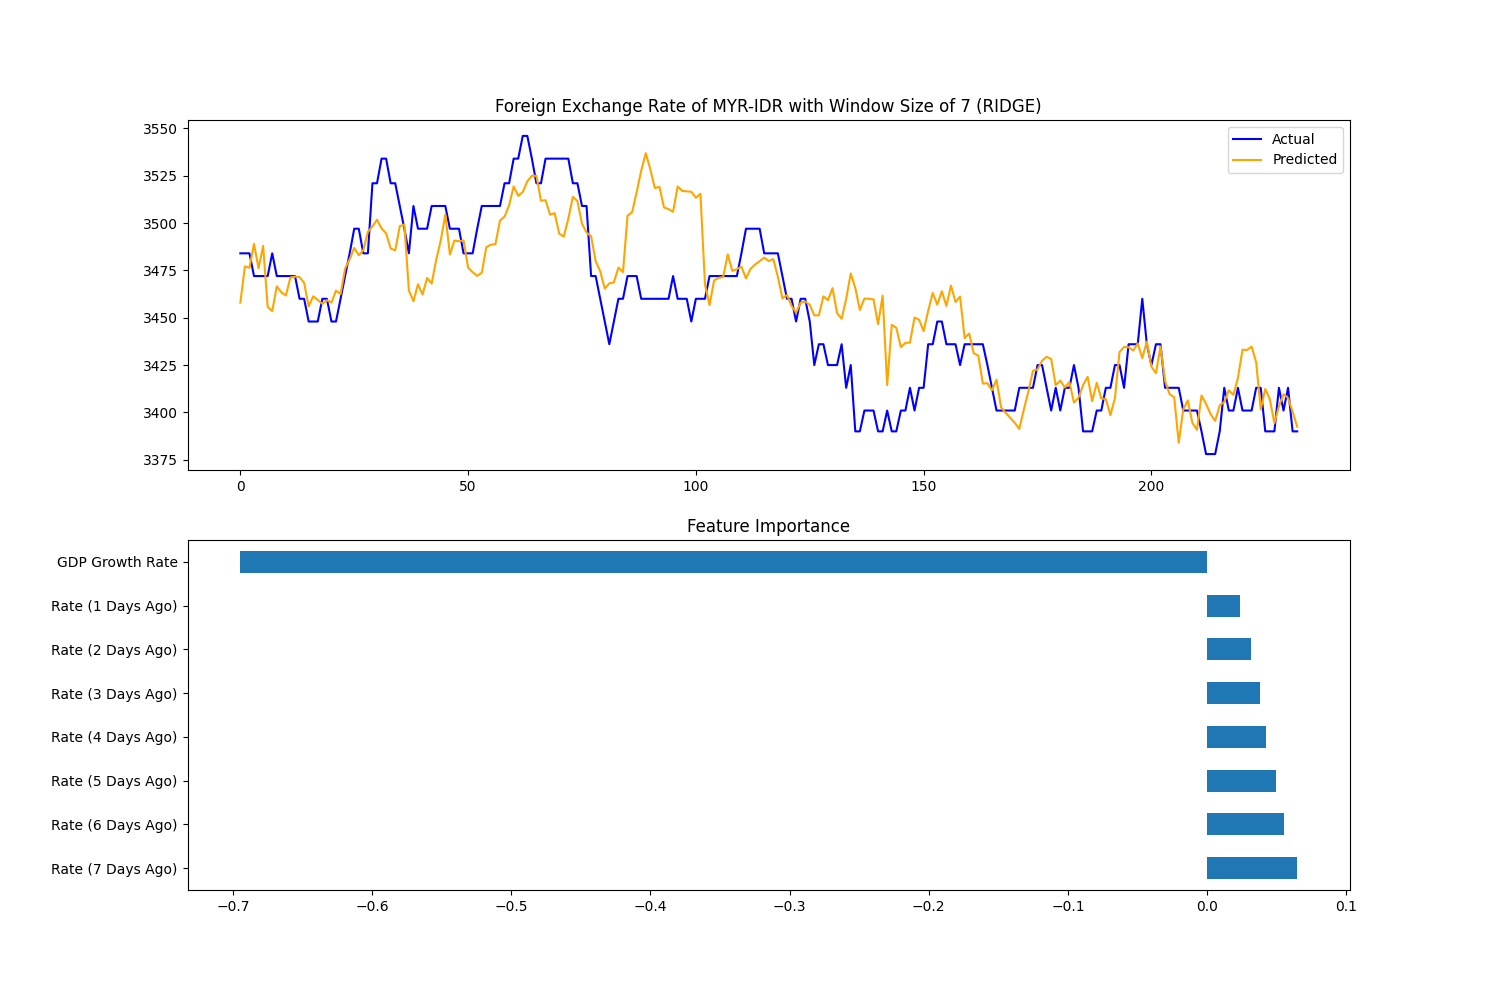 Foreign Exchange Rate of MYR-IDR with Window Size of 7 (RIDGE)
Actual
Predicted
3550
3525
3500
3475
3450
3425
3400
3375
0 50 100 150 200
Feature Importance
GDP Growth Rate
Rate (1 Days Ago)
Rate (2 Days Ago)
Rate (3 Days Ago)
Rate (4 Days Ago)
Rate (5 Days Ago)
Rate (6 Days Ago)
Rate (7 Days Ago)
−0.7 −0.6 −0.5 −0.4 −0.3 −0.2 −0.1 0.0 0.1